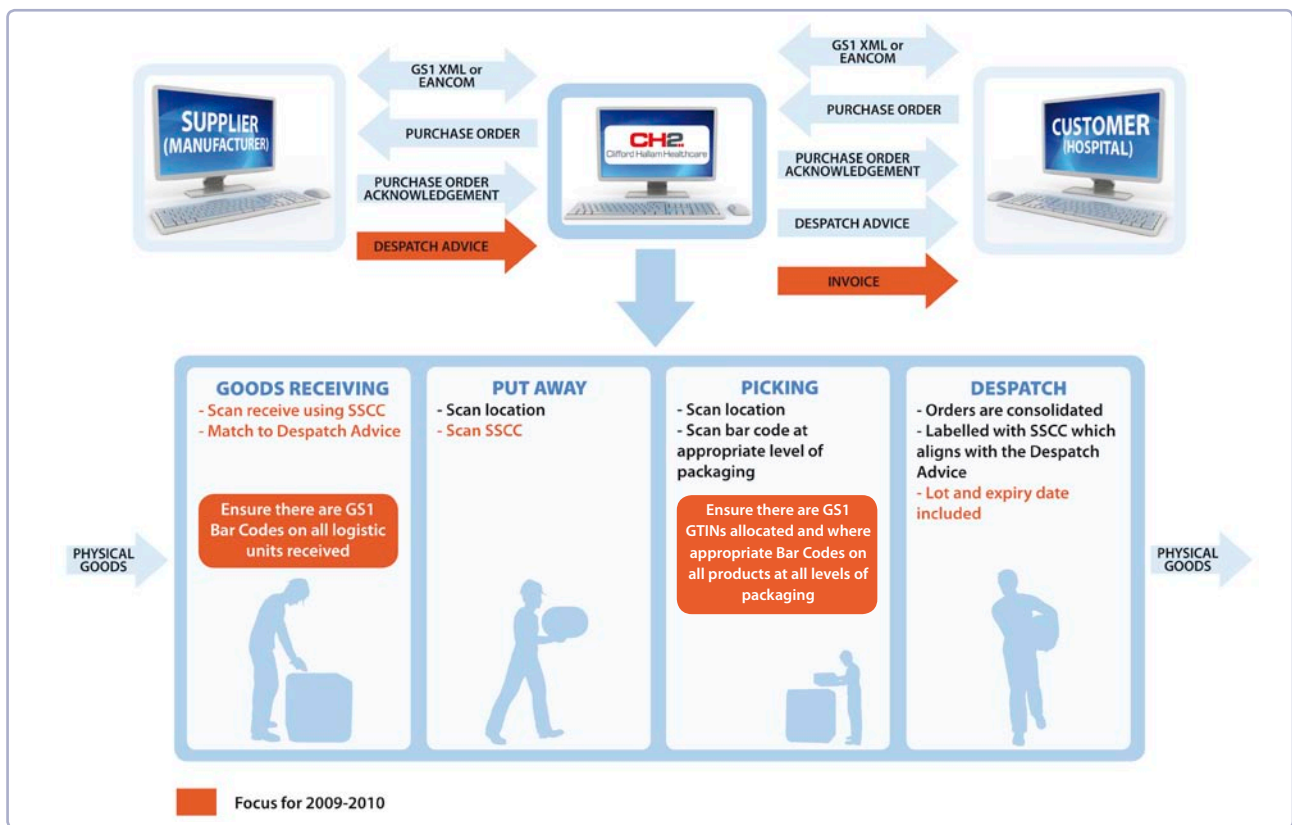 GS1 XML or
EANCOM
PURCHASE ORDER
PURCHASE ORDER
ACKNOWLEDGEMENT
DESPATCH ADVICE
SUPPLIER
(MANUFACTURER)
CH2
Clifford Hallam Healthcare
GS1 XML or
EANCOM
PURCHASE ORDER
PURCHASE ORDER
ACKNOWLEDGEMENT
DESPATCH ADVICE
INVOICE
CUSTOMER
(HOSPITAL)
PHYSICAL
GOODS
GOODS RECEIVING
- Scan receive using SSCC
- Match to Despatch Advice
Ensure there are GS1
Bar Codes on all logistic
units received
PUT AWAY
- Scan location
- Scan SSCC
PICKING
- Scan location
- Scan bar code at
appropriate level of
packaging
Ensure there are GS1
GTINs allocated and where
appropriate Bar Codes on
all products at all levels of
packaging
DESPATCH
- Orders are consolidated
- Labelled with SSCC which
aligns with the Despatch
Advice
- Lot and expiry date
included
PHYSICAL
GOODS
Focus for 2009-2010